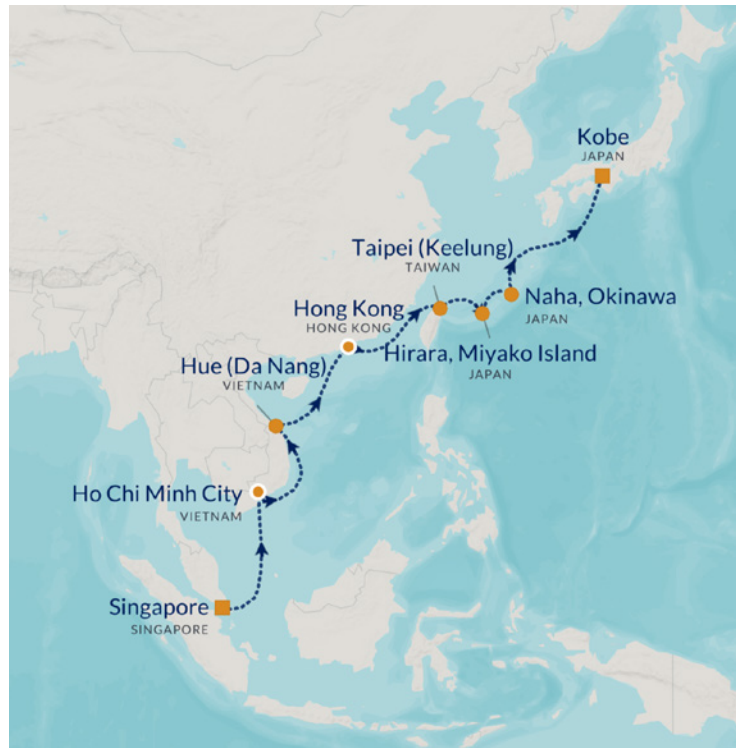 Kobe
JAPAN
Taipei (Keelung)
TAIWAN
Naha, Okinawa
JAPAN
Hong Kong
HONG KONG
Hirara, Miyako Island
JAPAN
Hue (Da Nang)
VIETNAM
Ho Chi Minh City
VIETNAM
Singapore
SINGAPORE